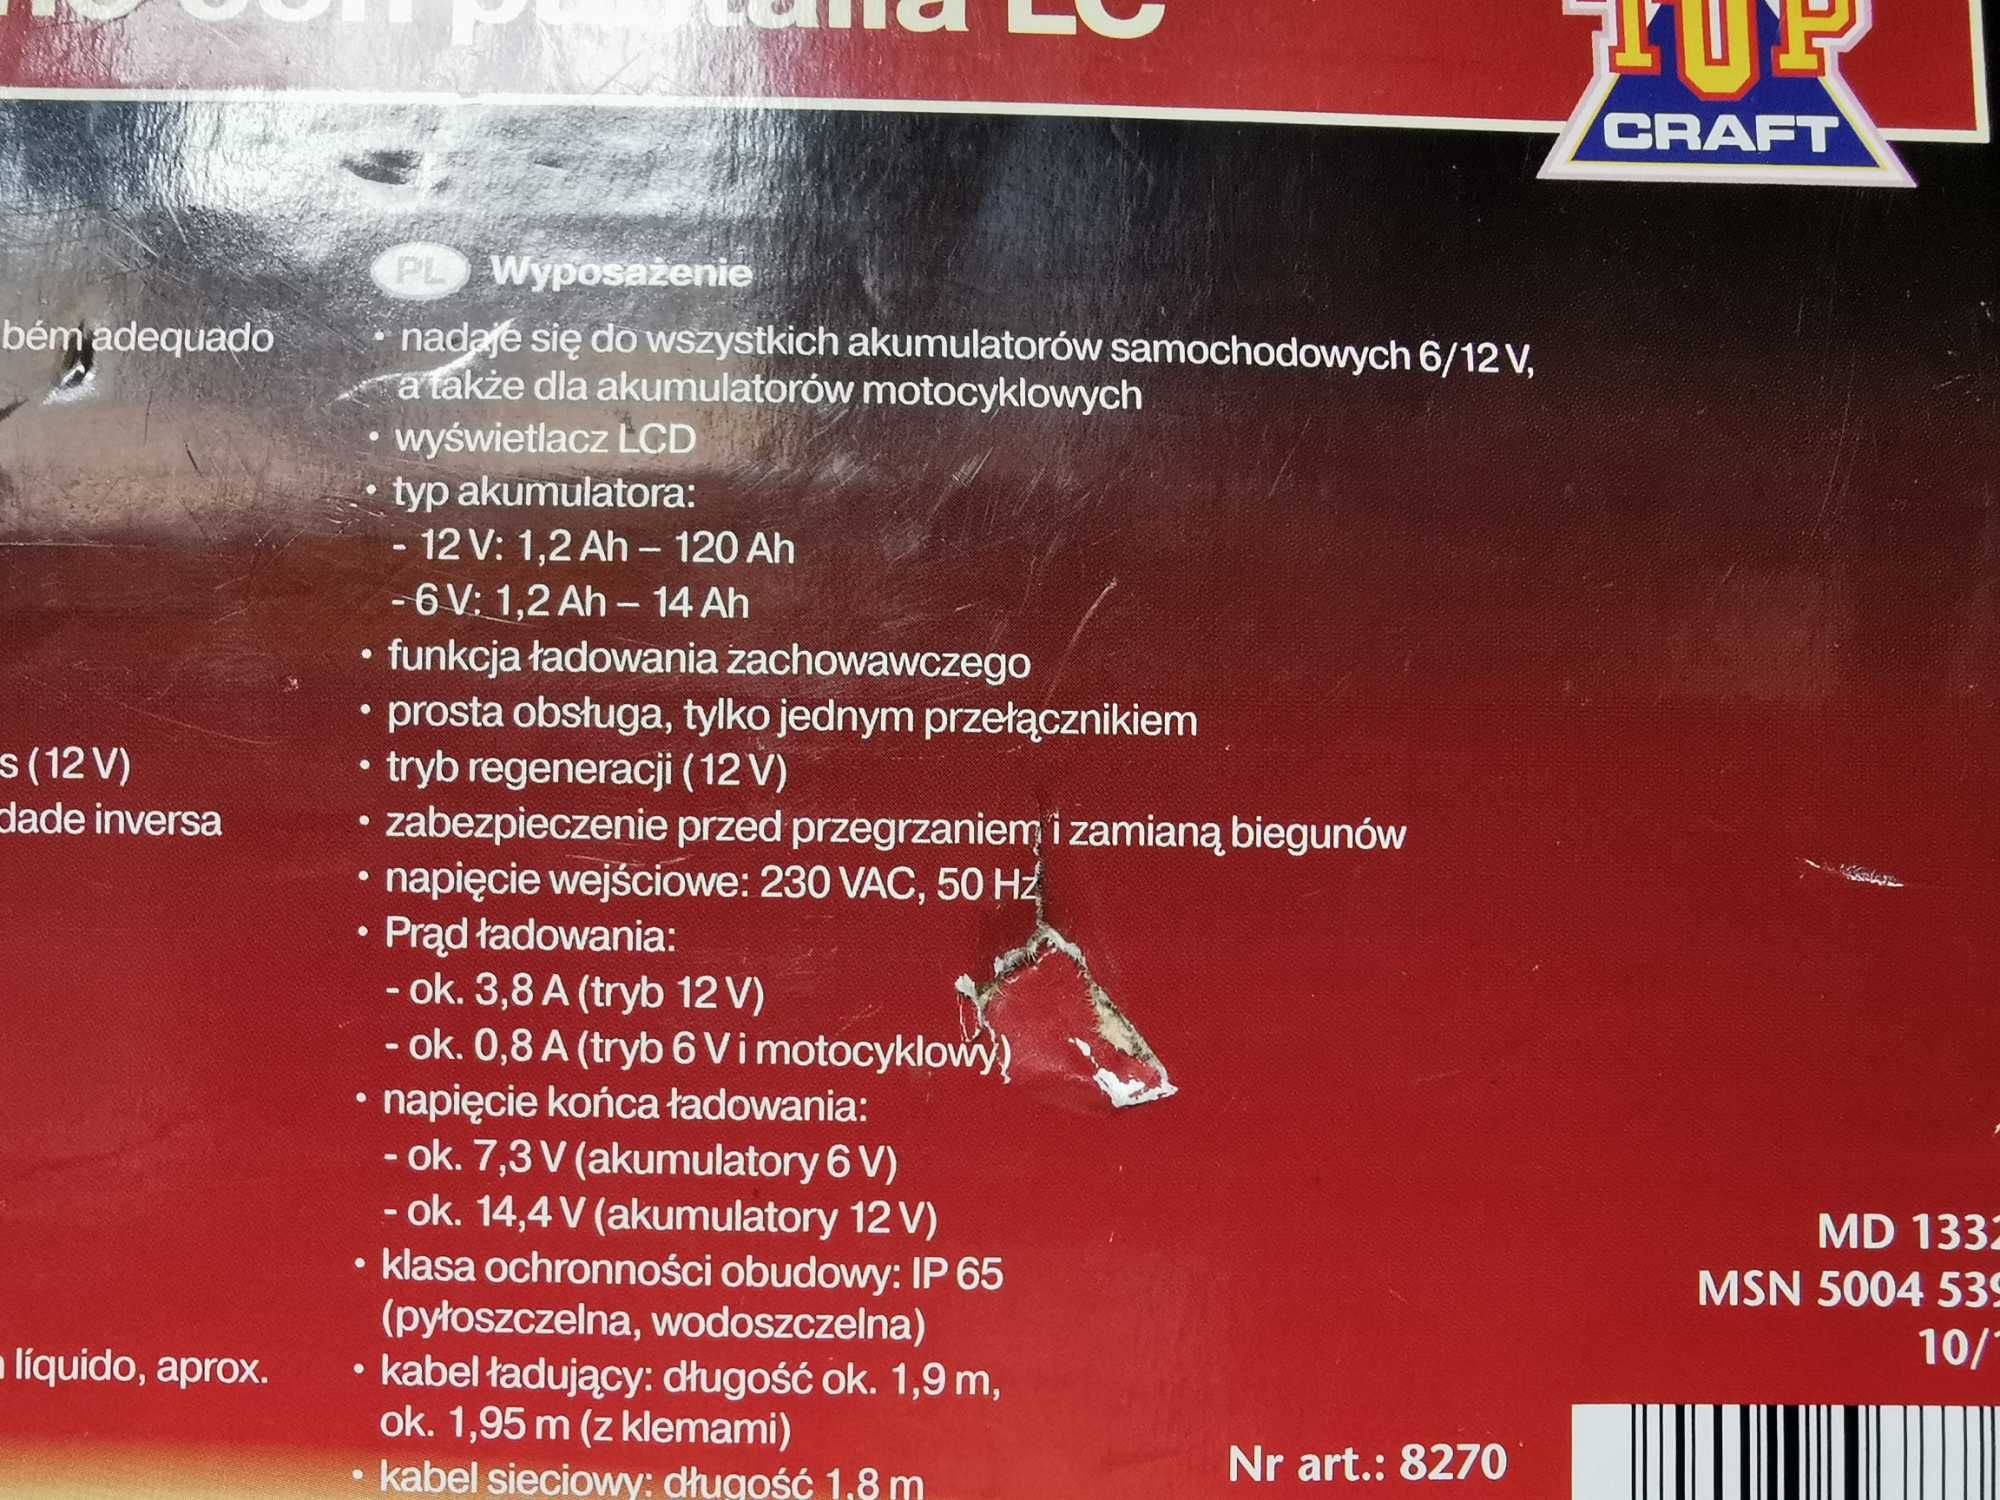 TOP
CRAFT
PL Wyposażenie
bém adequado
• nadaje się do wszystkich akumulatorów samochodowych 6/12 V,
a także dla akumulatorów motocyklowych
• wyświetlacz LCD
• typ akumulatora:
- 12 V: 1,2 Ah – 120 Ah
- 6 V: 1,2 Ah – 14 Ah
• funkcja ładowania zachowawczego
• prosta obsługa, tylko jednym przełącznikiem
s (12 V)
• tryb regeneracji (12 V)
dade inversa
• zabezpieczenie przed przegrzaniem i zamianą biegunów
• napięcie wejściowe: 230 VAC, 50 Hz
• Prąd ładowania:
- ok. 3,8 A (tryb 12 V)
- ok. 0,8 A (tryb 6 V i motocyklowy)
• napięcie końca ładowania:
- ok. 7,3 V (akumulatory 6 V)
- ok. 14,4 V (akumulatory 12 V)
• klasa ochronności obudowy: IP 65
(pyłoszczelna, wodoszczelna)
líquido, aprox.
• kabel ładujący: długość ok. 1,9 m,
ok. 1,95 m (z klemami)
• kabel sieciowy: długość 1,8 m
MD 1332
MSN 5004 539
10/1
Nr art.: 8270